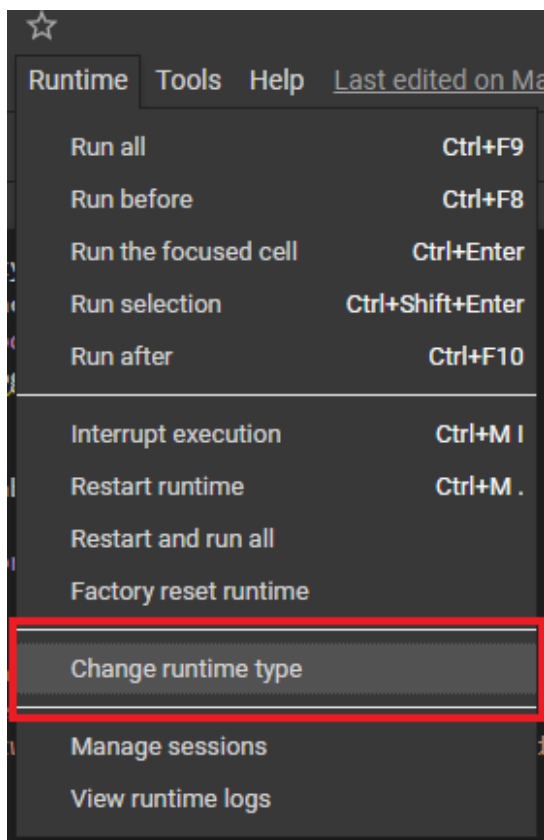 Runtime Tools Help Last edited on Ma
Run all Ctrl+F9
Run before Ctrl+F8
Run the focused cell Ctrl+Enter
Run selection Ctrl+Shift+Enter
Run after Ctrl+F10
Interrupt execution Ctrl+M I
Restart runtime Ctrl+M .
Restart and run all
Factory reset runtime
Change runtime type
Manage sessions
View runtime logs